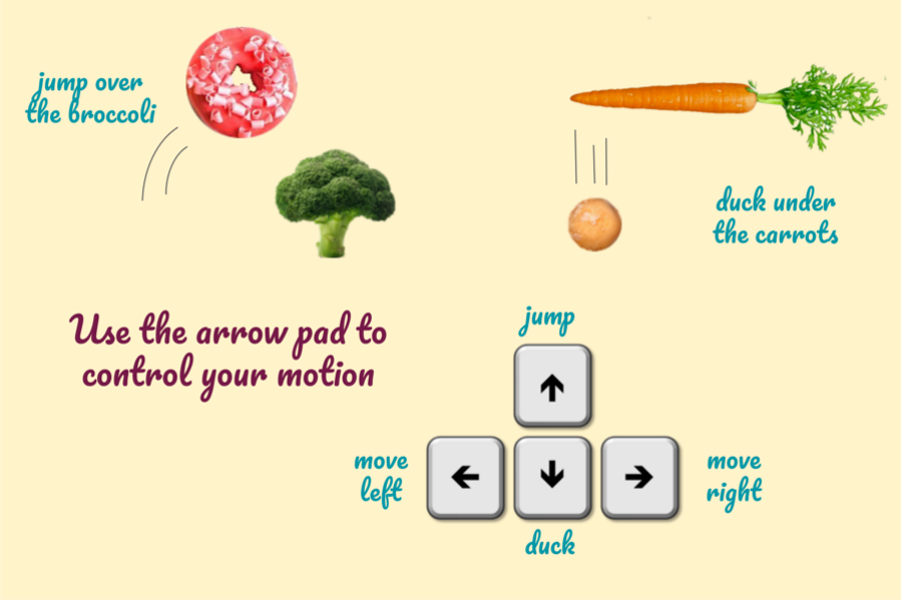 jump over
the broccoli
duck under
the carrots
Use the arrow pad to
control your motion
jump
↑
move
left
← ↓ →
move
right
duck